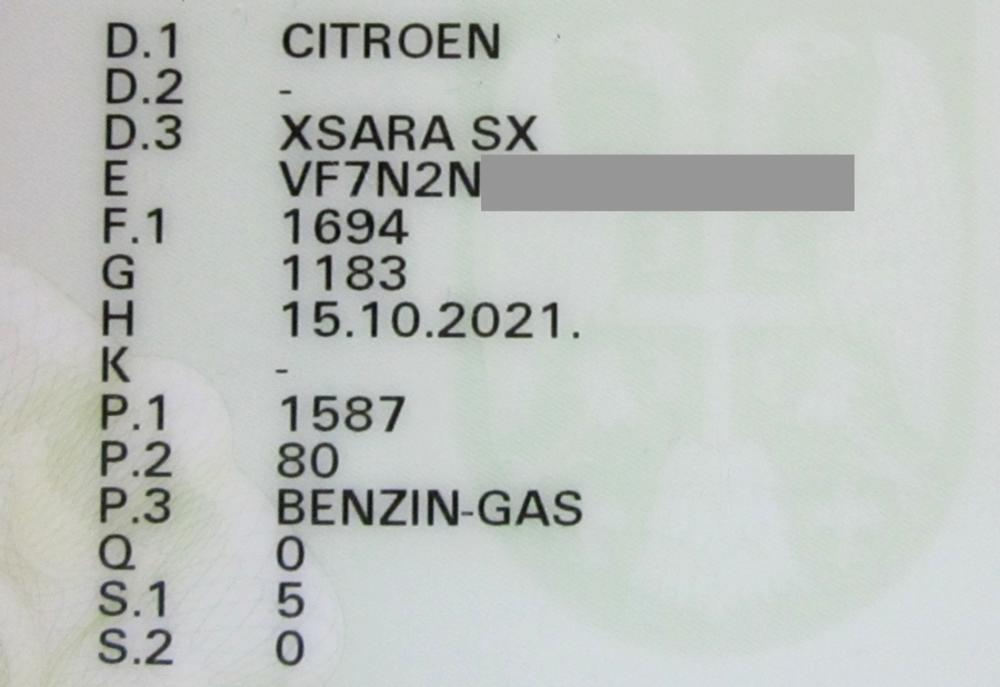 D.1 CITROEN
D.2 -
D.3 XSARA SX
E VF7N2N
F.1 1694
G 1183
H 15.10.2021.
K -
P.1 1587
P.2 80
P.3 BENZIN-GAS
Q 0
S.1 5
S.2 0